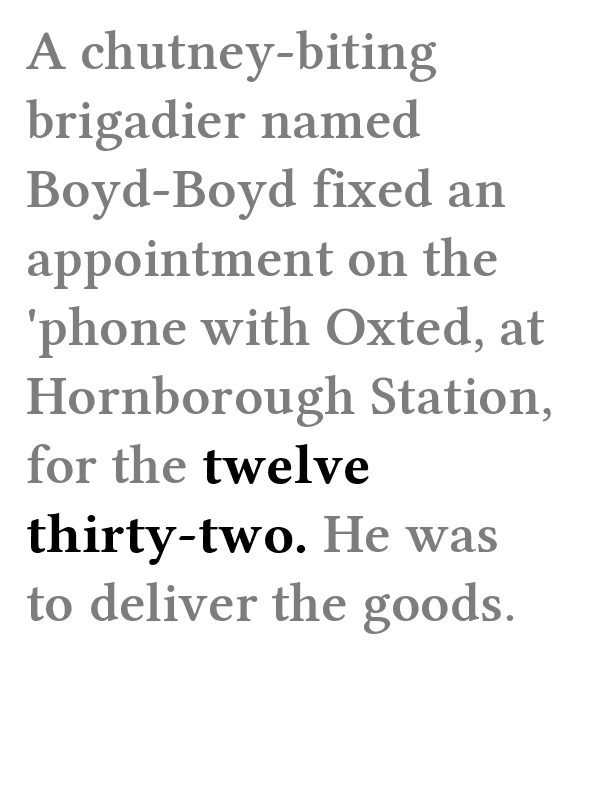 A chutney-biting
brigadier named
Boyd-Boyd fixed an
appointment on the
'phone with Oxted, at
Hornborough Station,
for the twelve
thirty-two. He was
to deliver the goods.